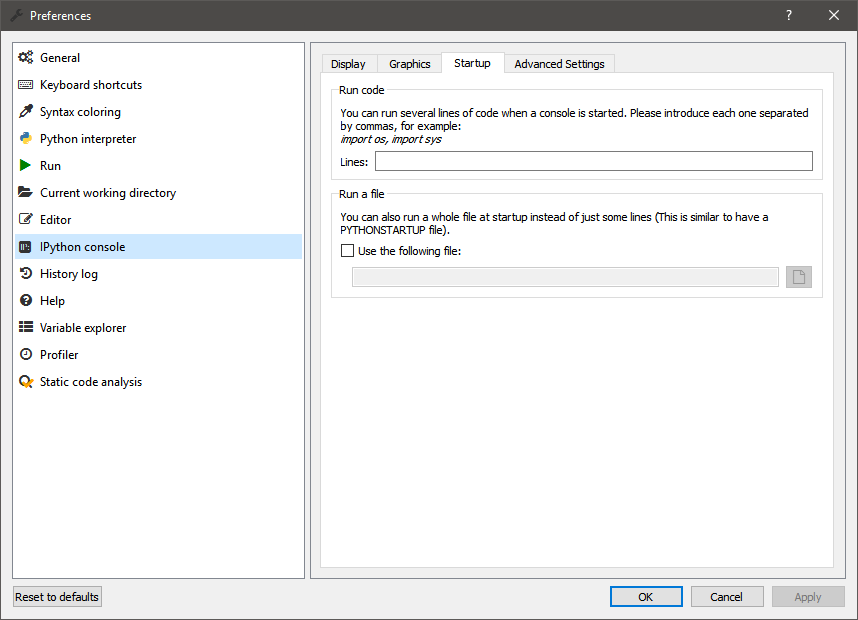 Preferences
?
General
Keyboard shortcuts
Syntax coloring
Python interpreter
Run
Current working directory
Editor
IPython console
History log
Help
Variable explorer
Profiler
Static code analysis
Display Graphics Startup Advanced Settings
Run code
You can run several lines of code when a console is started. Please introduce each one separated
by commas, for example:
import os, import sys
Lines:
Run a file
You can also run a whole file at startup instead of just some lines (This is similar to have a
PYTHONSTARTUP file).
Use the following file:
Reset to defaults OK Cancel Apply